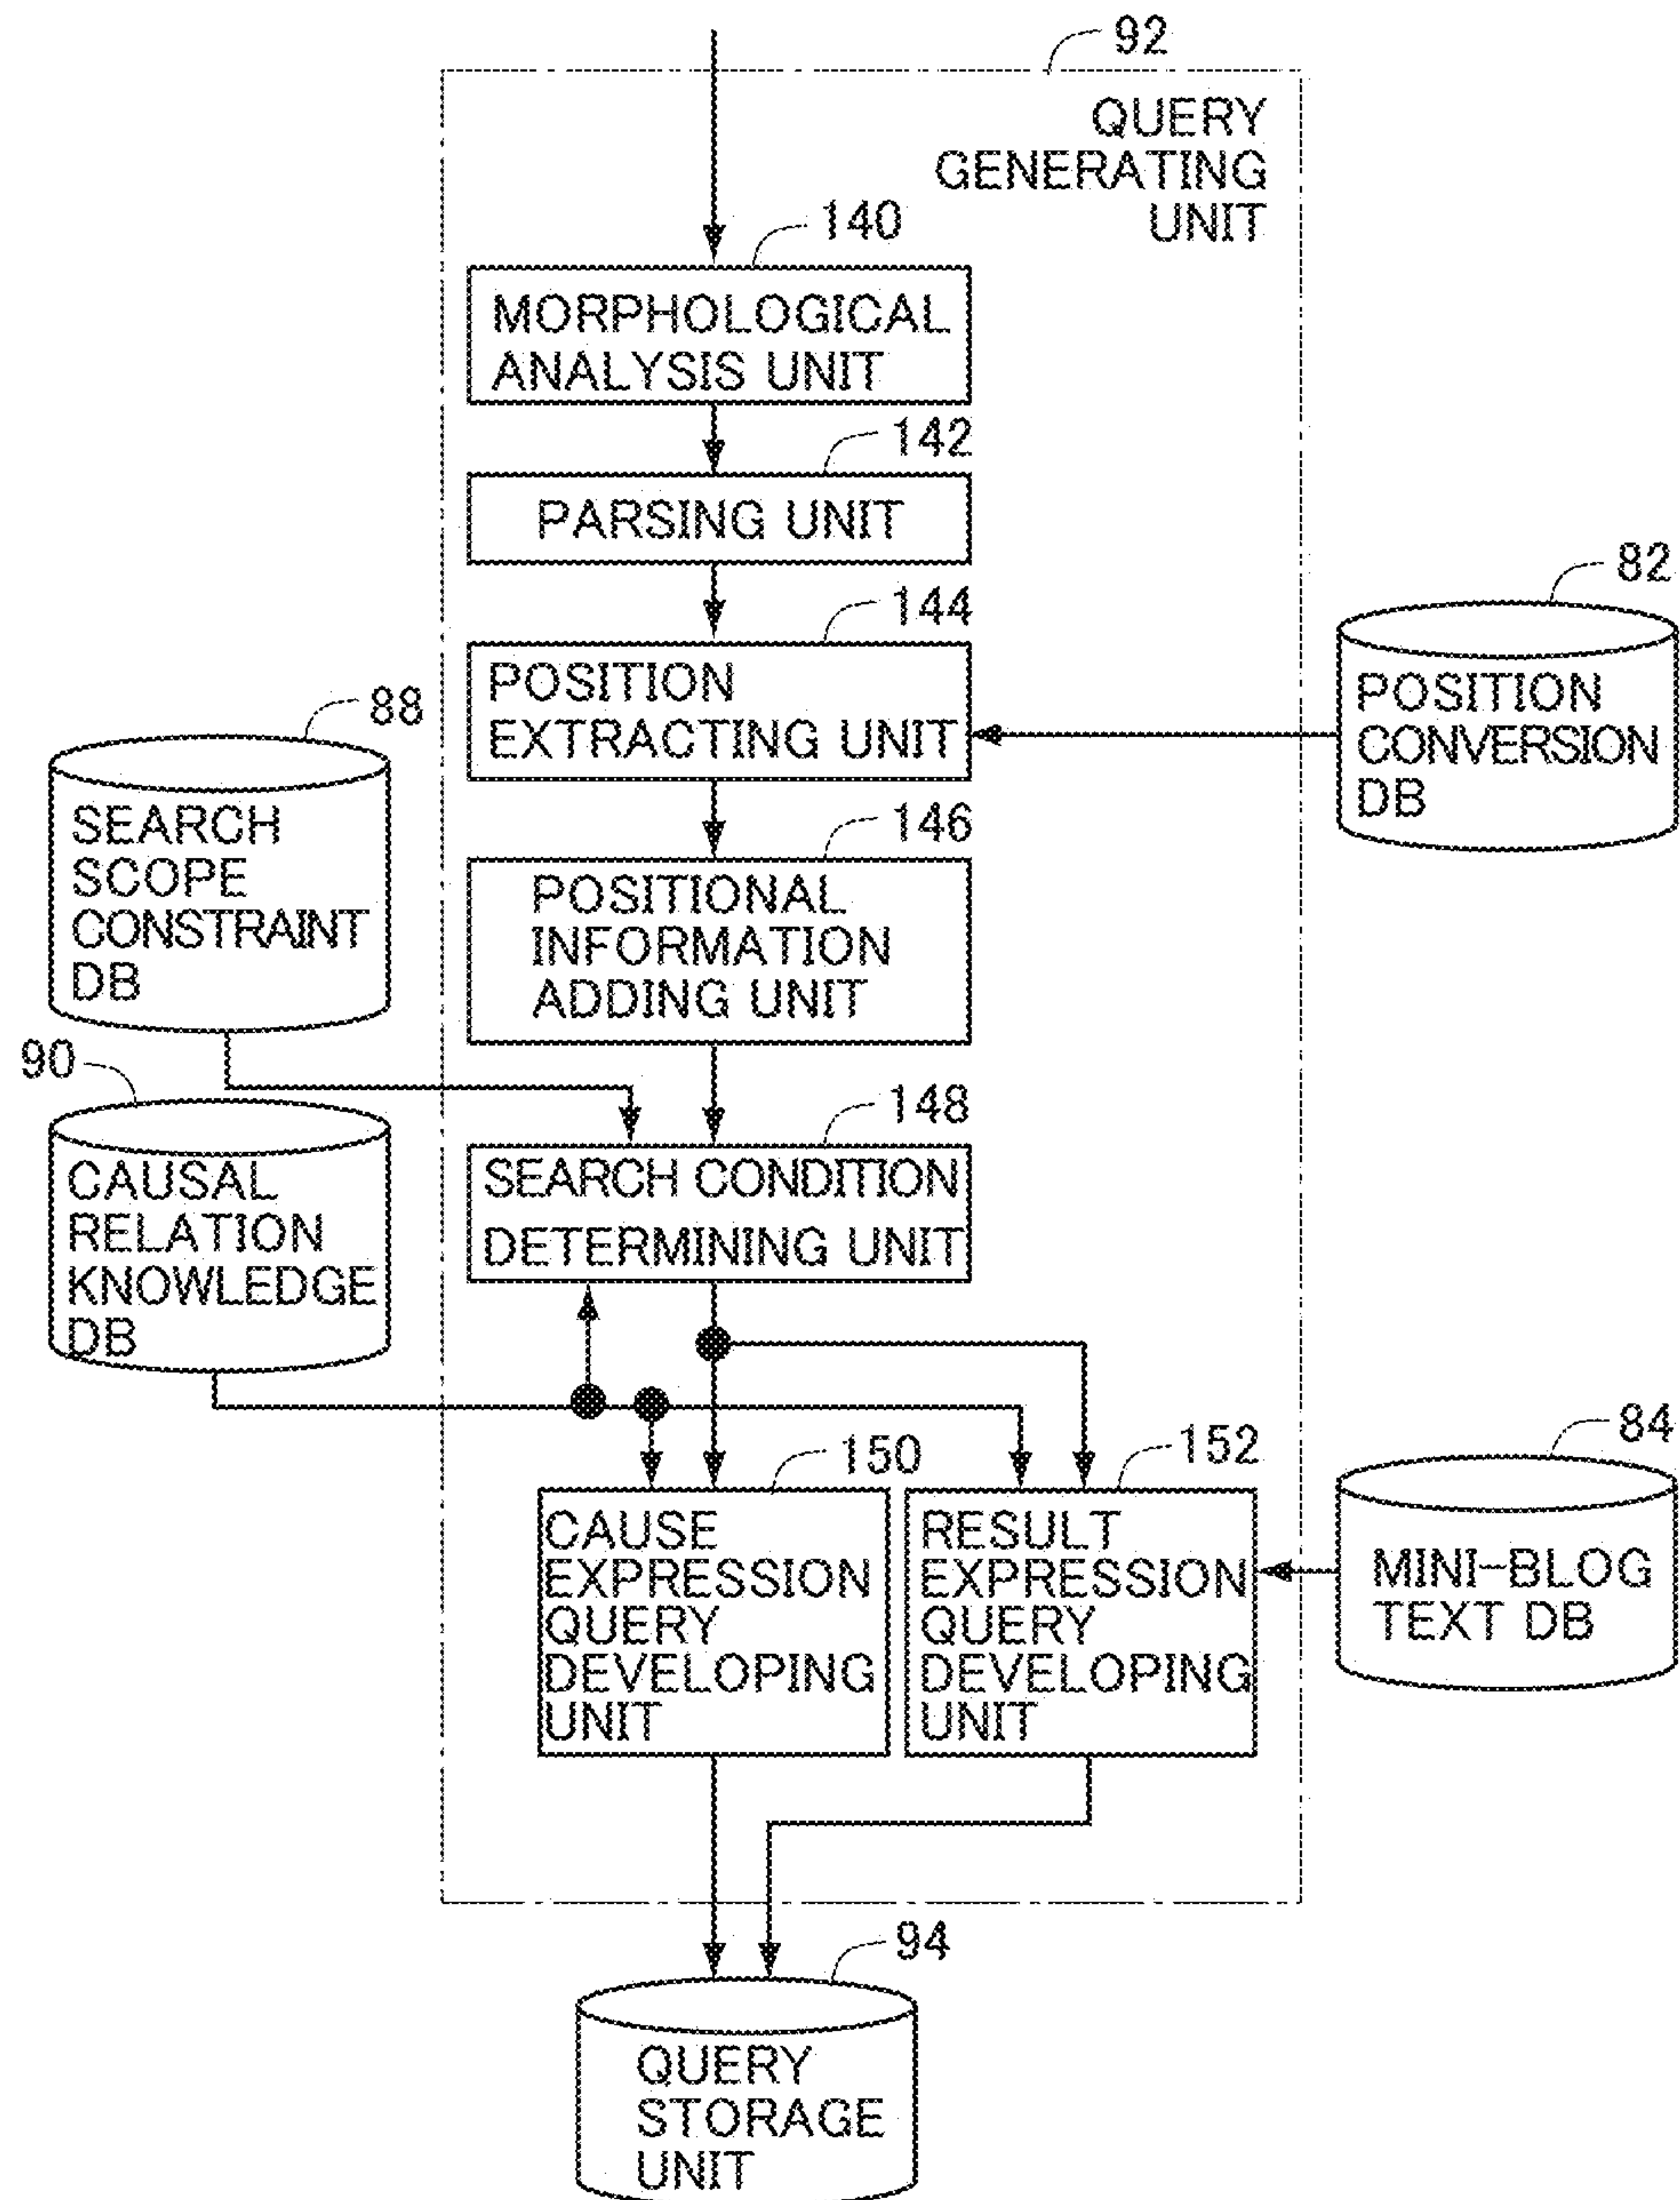 92
QUERY
GENERATING
UNIT
140
MORPHOLOGICAL
ANALYSIS UNIT
142
PARSING UNIT
144
POSITION
EXTRACTING UNIT
82
POSITION
CONVERSION
DB
88
SEARCH
SCOPE
CONSTRAINT
DB
146
POSITIONAL
INFORMATION
ADDING UNIT
90
CAUSAL
RELATION
KNOWLEDGE
DB
148
SEARCH CONDITION
DETERMINING UNIT
150
CAUSE
EXPRESSION
QUERY
DEVELOPING
UNIT
152
RESULT
EXPRESSION
QUERY
DEVELOPING
UNIT
84
MINI-BLOG
TEXT DB
94
QUERY
STORAGE
UNIT